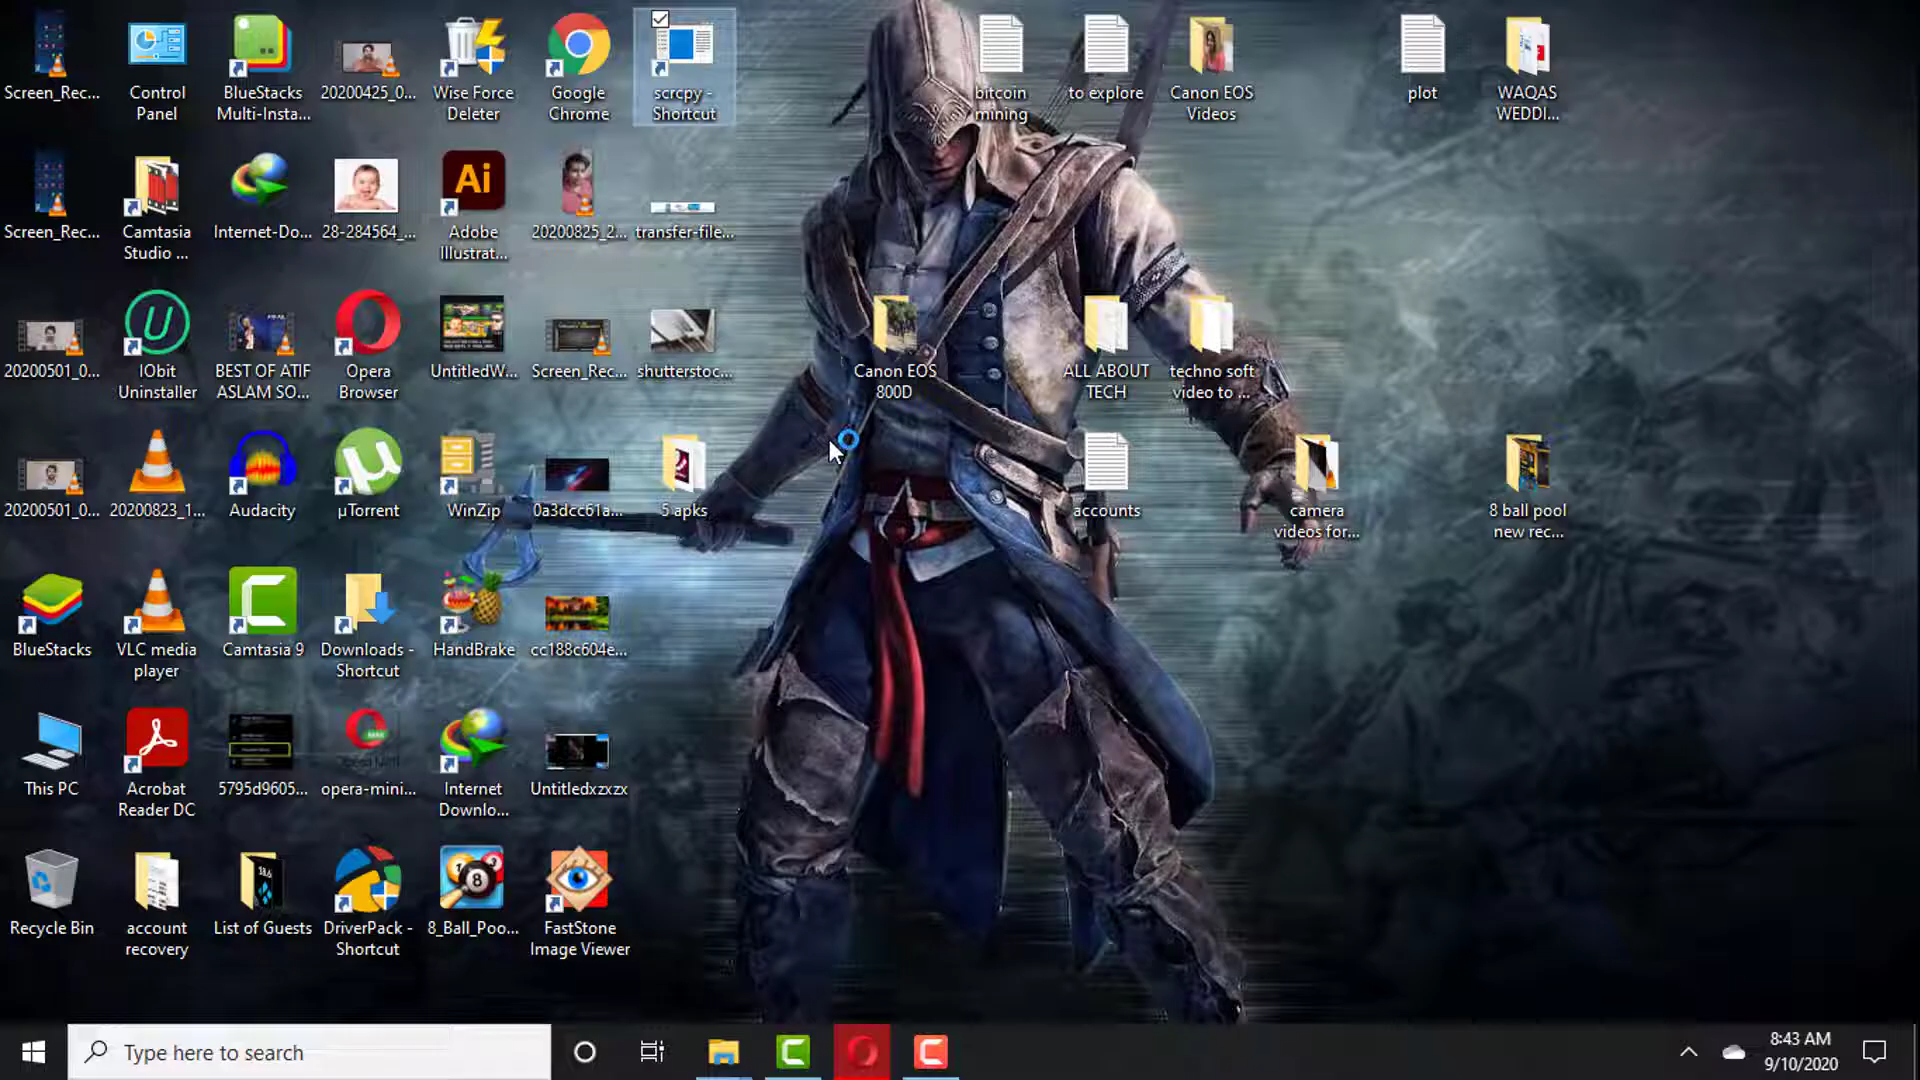 Screen_Rec...
Control
Panel
BlueStacks
Multi-Insta...
20200425_0...
Wise Force
Deleter
Google
Chrome
scrcpy -
Shortcut
bitcoin
mining
to explore
Canon EOS
Videos
plot
WAQAS
WEDDI...
Screen_Rec...
Camtasia
Studio ...
Internet-Do...
28-284564_...
Ai
Adobe
Illustrat...
20200825_2...
transfer-file...
20200501_0...
IObit
Uninstaller
BEST OF ATIF
ASLAM SO...
Opera
Browser
UntitledW...
Screen_Rec...
shutterstoc...
Canon EOS
800D
ALL ABOUT
TECH
techno soft
video to ...
20200501_0...
20200823_1...
Audacity
µTorrent
WinZip
0a3dcc61a...
5 apks
accounts
camera
videos for...
8 ball pool
new rec...
BlueStacks
VLC media
player
Camtasia 9
Downloads -
Shortcut
HandBrake
cc188c604e...
This PC
Acrobat
Reader DC
5795d9605...
opera-mini...
Internet
Downlo...
Untitledxzxzx
Recycle Bin
account
recovery
List of Guests
DriverPack -
Shortcut
8_Ball_Poo...
FastStone
Image Viewer
Type here to search
8:43 AM
9/10/2020